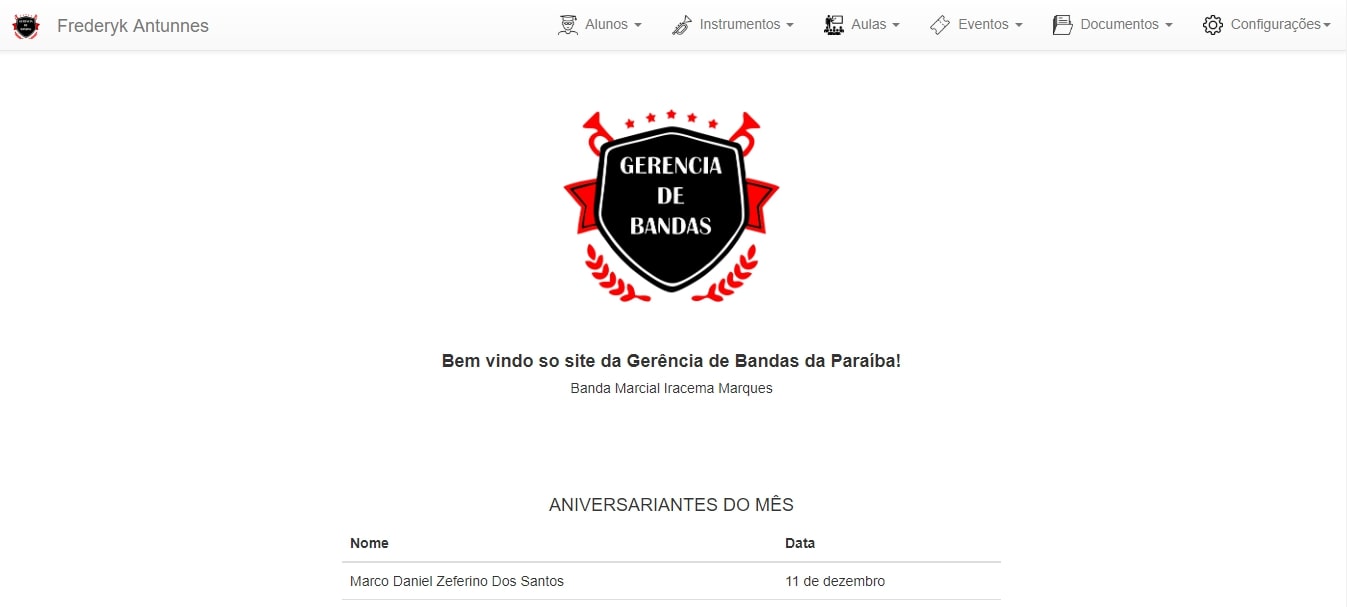 Frederyk Antunnes
Alunos Instrumentos Aulas Eventos Documentos Configurações
GERENCIA
DE
BANDAS
Bem vindo so site da Gerência de Bandas da Paraíba!
Banda Marcial Iracema Marques
ANIVERSARIANTES DO MÊS
Nome Data
Marco Daniel Zeferino Dos Santos 11 de dezembro